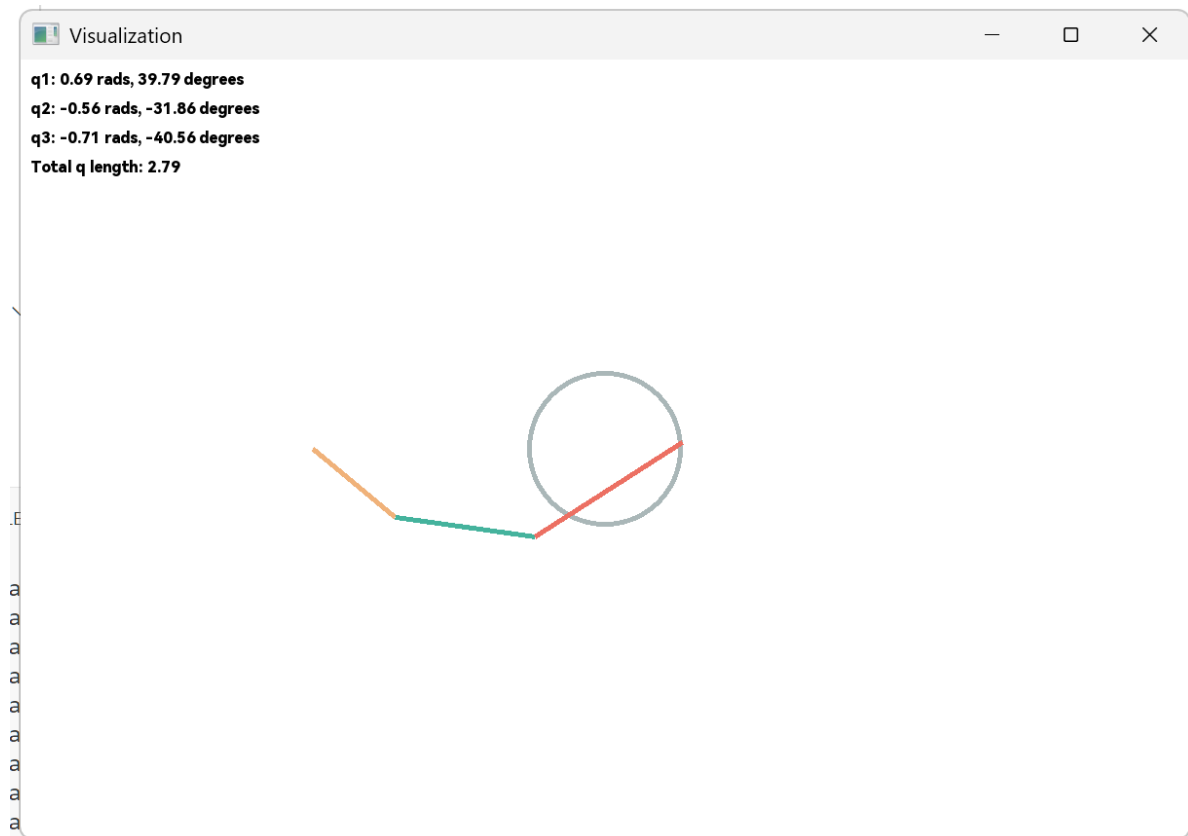 Visualization
q1: 0.69 rads, 39.79 degrees
q2: -0.56 rads, -31.86 degrees
q3: -0.71 rads, -40.56 degrees
Total q length: 2.79
a
a
a
a
a
a
a
a
a